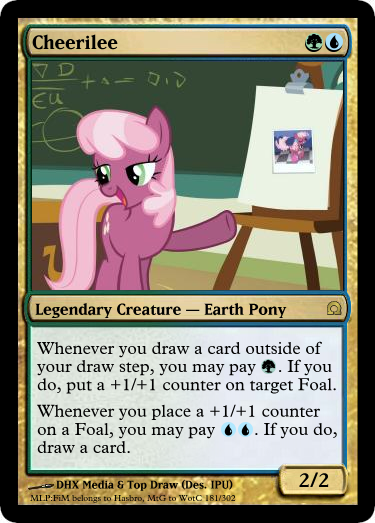 Cheerilee
Legendary Creature — Earth Pony
Whenever you draw a card outside of
your draw step, you may pay . If you
do, put a +1/+1 counter on target Foal.
Whenever you place a +1/+1 counter
on a Foal, you may pay . If you do,
draw a card.
2/2
DHX Media & Top Draw (Des. IPU)
MLP:FiM belongs to Hasbro, MtG to WotC 181/302